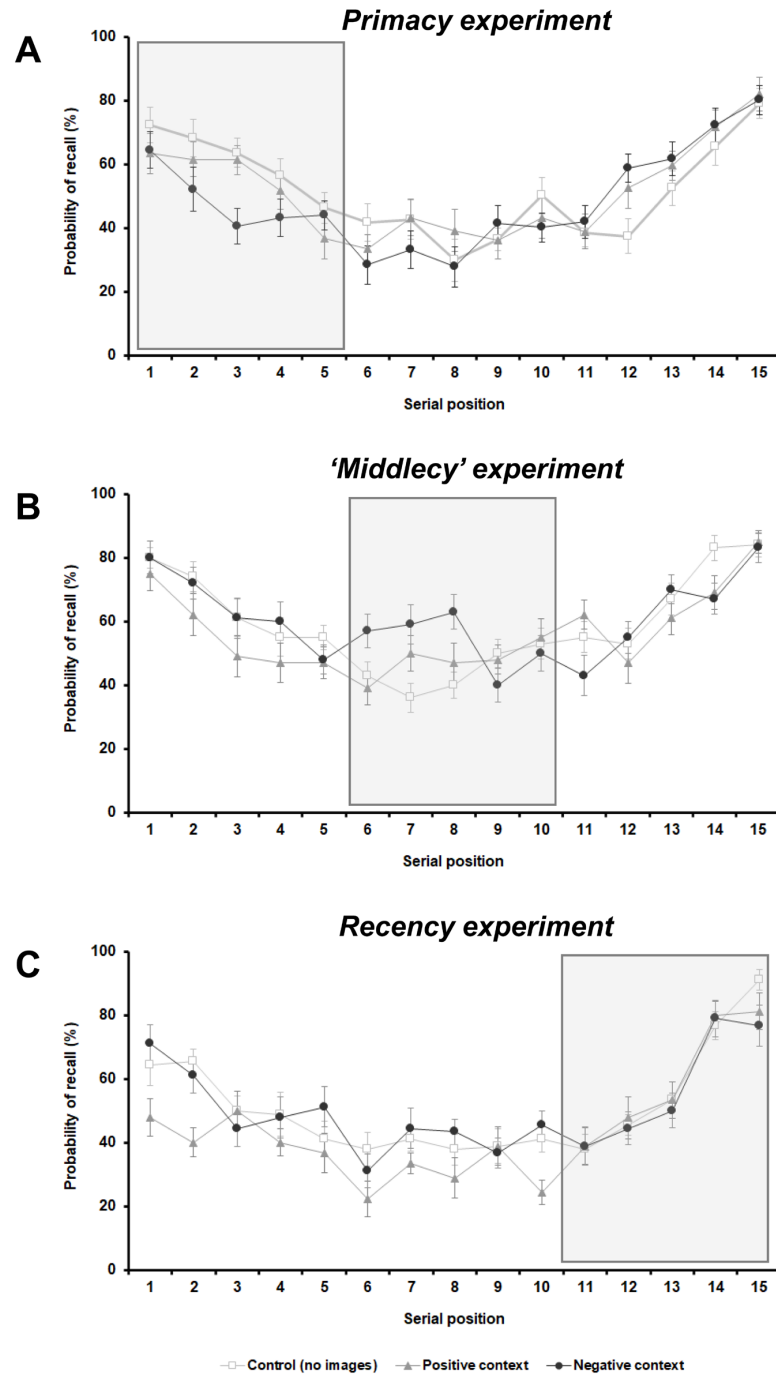 Primacy experiment
A
100
80
60
40
20
0
Probability of recall (%)
1 2 3 4 5 6 7 8 9 10 11 12 13 14 15
Serial position
‘Middlecy’ experiment
B
100
80
60
40
20
0
Probability of recall (%)
1 2 3 4 5 6 7 8 9 10 11 12 13 14 15
Serial position
Recency experiment
C
100
80
60
40
20
0
Probability of recall (%)
1 2 3 4 5 6 7 8 9 10 11 12 13 14 15
Serial position
Control (no images) Positive context Negative context